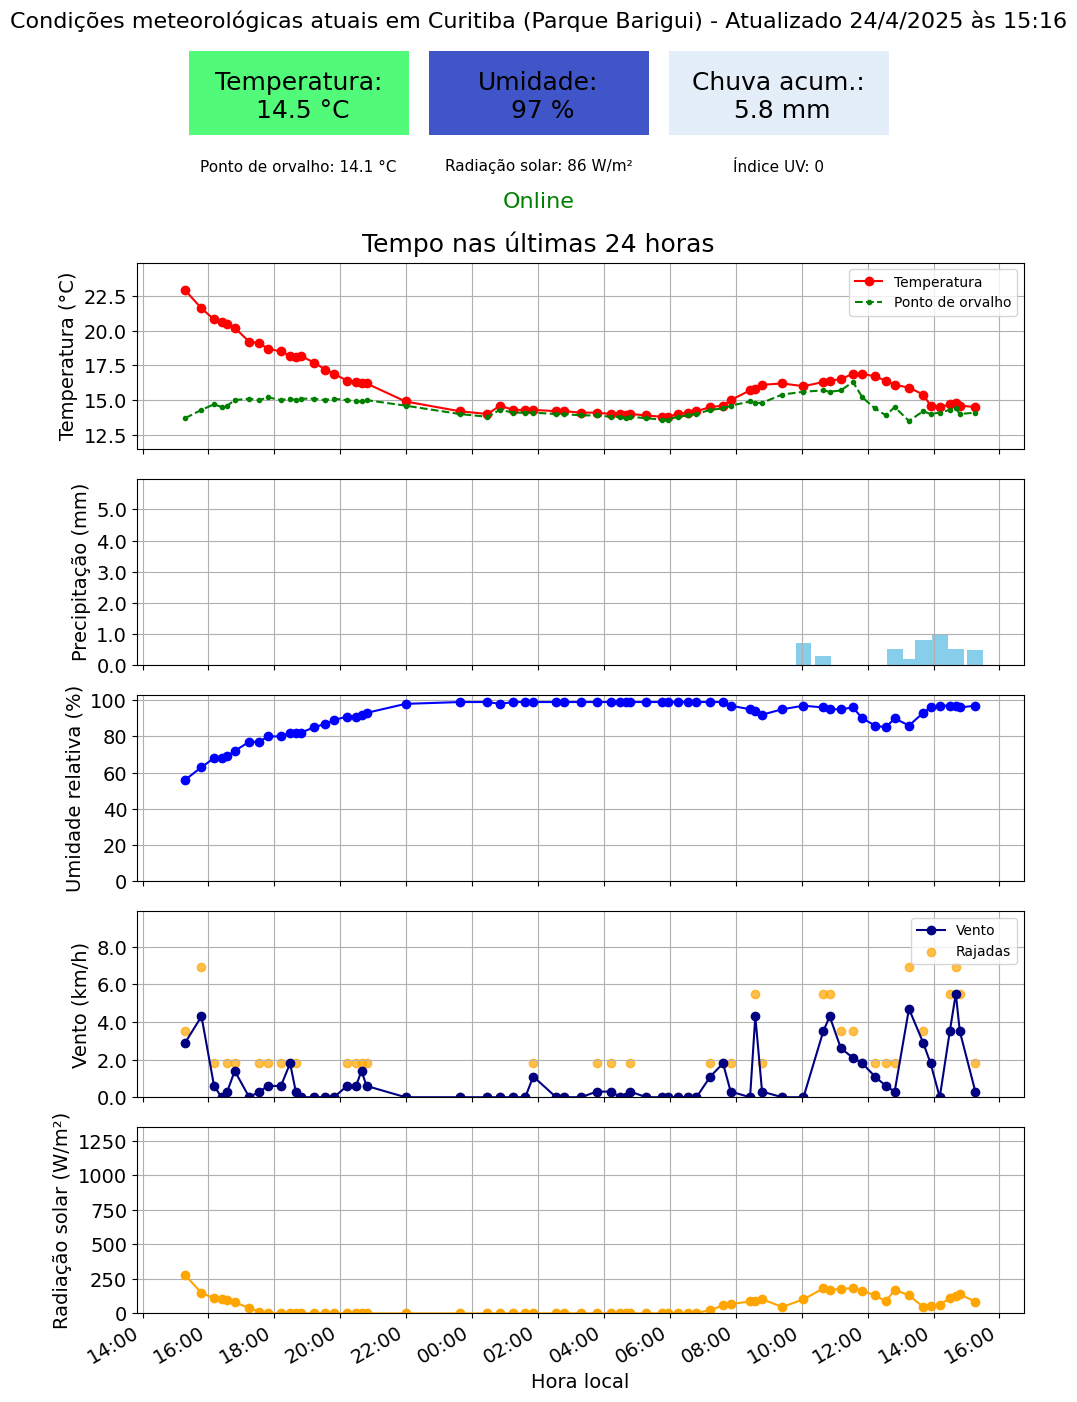 Condições meteorológicas atuais em Curitiba (Parque Barigui) - Atualizado 24/4/2025 às 15:16
Temperatura:
14.5 °C
Umidade:
97 %
Chuva acum.:
5.8 mm
Ponto de orvalho: 14.1 °C
Radiação solar: 86 W/m²
Índice UV: 0
Online
Tempo nas últimas 24 horas
Temperatura (°C)
22.5
20.0
17.5
15.0
12.5
Temperatura
Ponto de orvalho
Precipitação (mm)
5.0
4.0
3.0
2.0
1.0
0.0
Umidade relativa (%)
100
80
60
40
20
0
Vento (km/h)
8.0
6.0
4.0
2.0
0.0
Vento
Rajadas
Radiação solar (W/m²)
1250
1000
750
500
250
0
14:00
16:00
18:00
20:00
22:00
00:00
02:00
04:00
06:00
08:00
10:00
12:00
14:00
16:00
Hora local